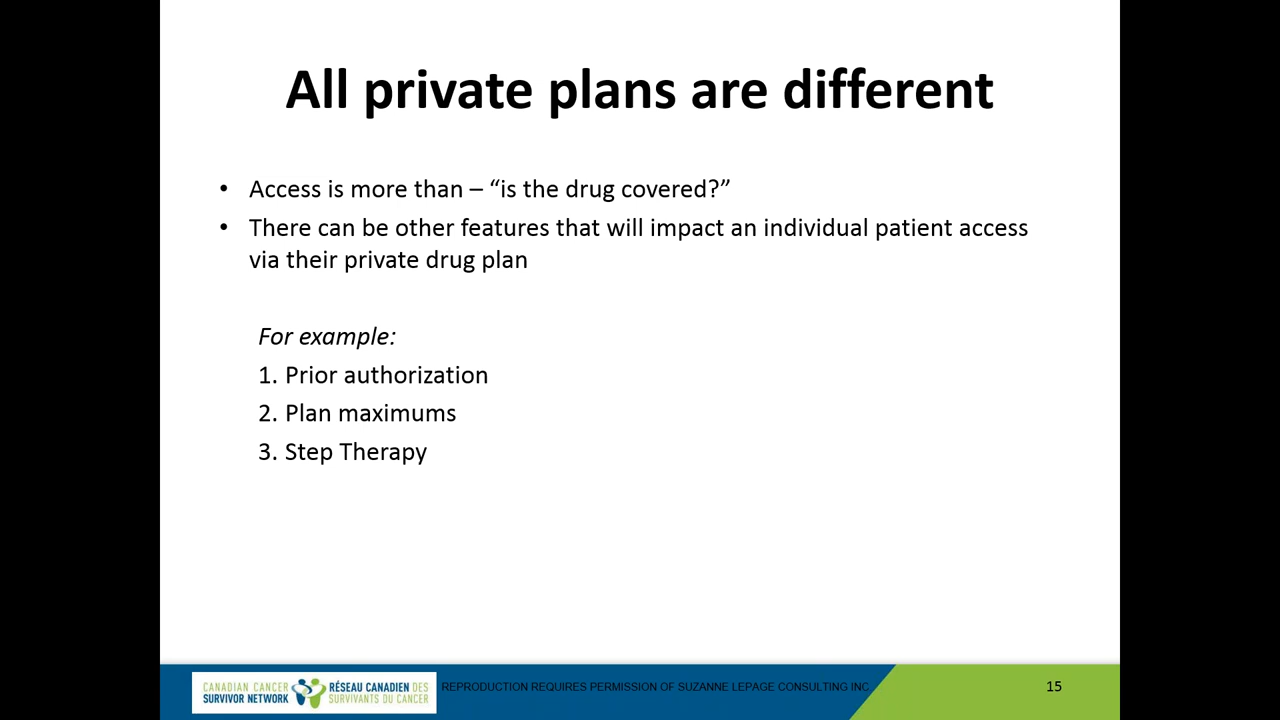 All private plans are different
• Access is more than – “is the drug covered?”
• There can be other features that will impact an individual patient access
via their private drug plan
For example:
1. Prior authorization
2. Plan maximums
3. Step Therapy
CANADIAN CANCER
SURVIVOR NETWORK
RÉSEAU CANADIEN DES
SURVIVANTS DU CANCER
REPRODUCTION REQUIRES PERMISSION OF SUZANNE LEPAGE CONSULTING INC.
15